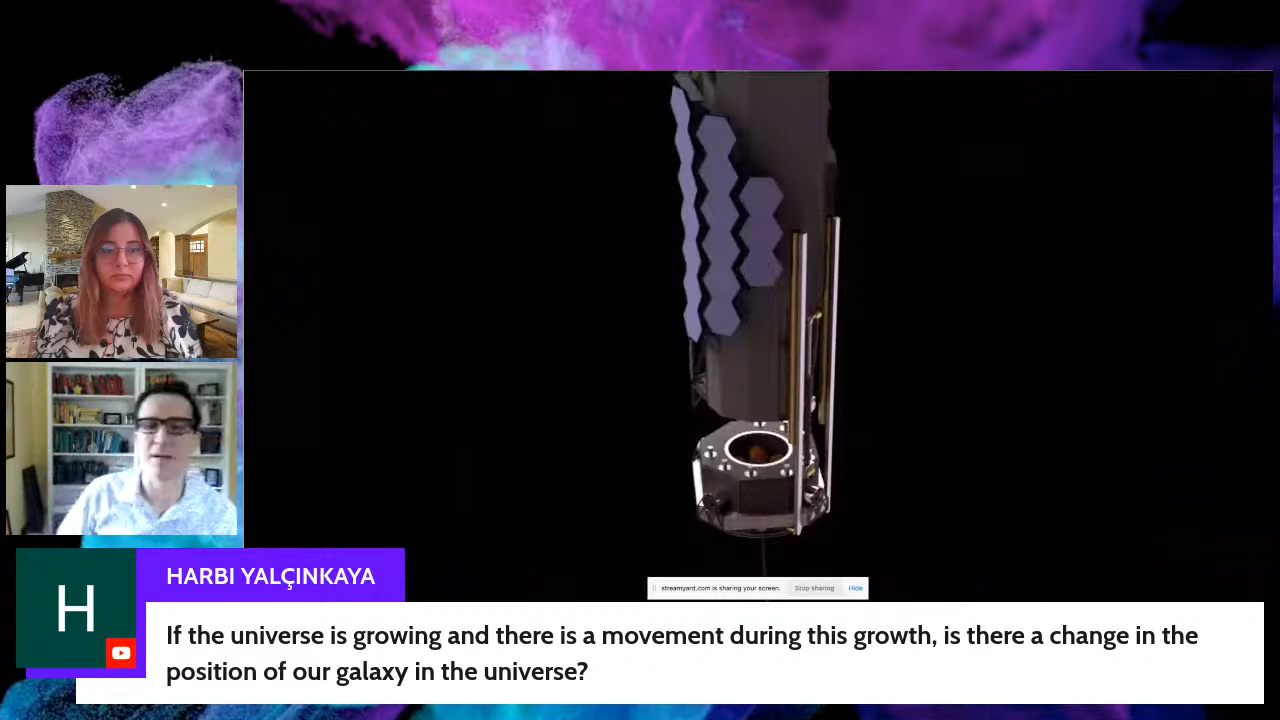 streamyard.com is sharing your screen. Stop sharing Hide
H
HARBI YALÇINKAYA
If the universe is growing and there is a movement during this growth, is there a change in the
position of our galaxy in the universe?